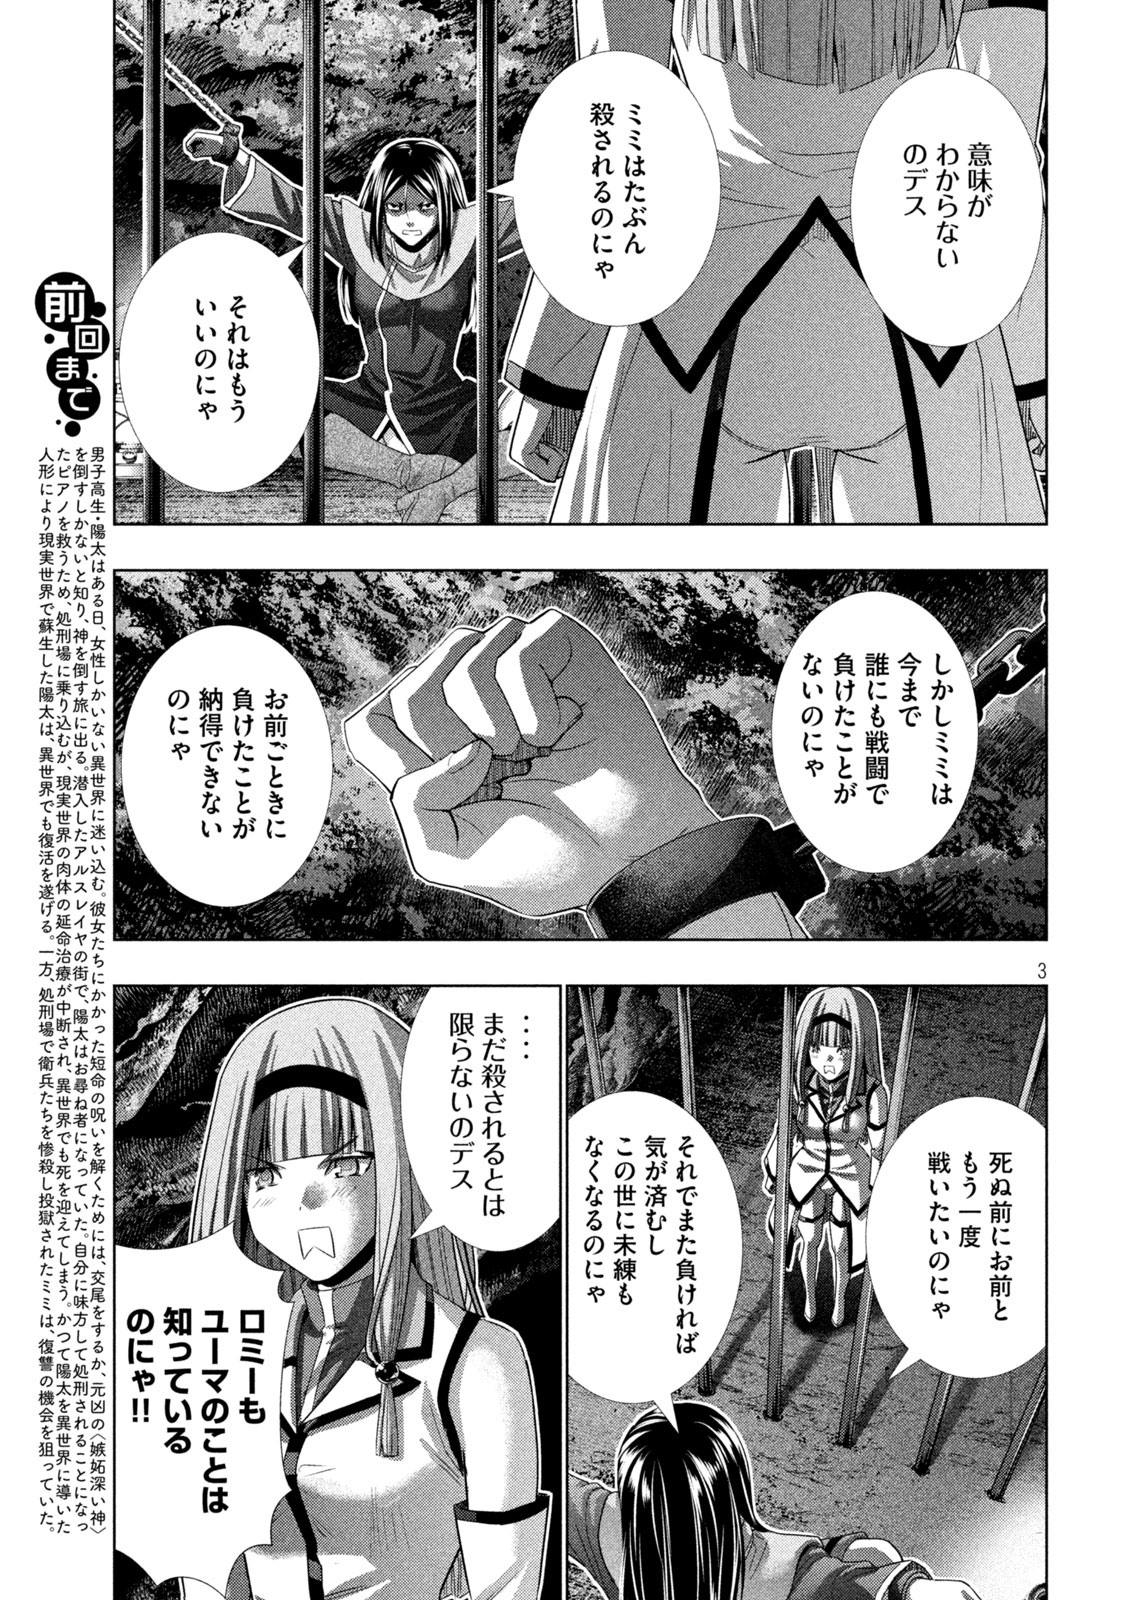 意味が
わからない
のデス
ミミはたぶん
殺されるのにゃ
それはもう
いいのにゃ
しかしミミは
今まで
誰にも戦闘で
負けたことが
ないのにゃ
お前ごときに
負けたことが
納得できない
のにゃ
3
死ぬ前にお前と
もう一度
戦いたいのにゃ
それでまた負ければ
気が済むし
この世に未練も
なくなるのにゃ
‥‥
まだ殺されるとは
限らないのデス
ロミーも
ユーマのことは
知っている
のにゃ!!
前回まで
男子高生・陽太はある日、女性しかいない異世界に迷い込む。彼女たちにかかった短命の呪いを解くためには、交尾をするか、元凶の〈嫉妬深い神〉
を倒すしかないと知り、神を倒す旅に出る。潜入したアルスレイヤの街で、陽太はお尋ね者になっていた。自分に味方して処刑されることになっ
たピアノを救うため、処刑場に乗り込むが、現実世界の肉体の延命治療が中断され、異世界でも死を迎えてしまう。かつて陽太を異世界に導いた
人形により現実世界で蘇生した陽太は、異世界でも復活を遂げる。一方、処刑場で衛兵たちを惨殺し投獄されたミミは、復讐の機会を狙っていた。